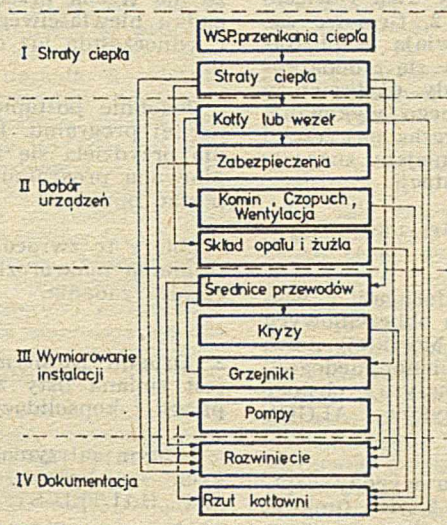 WSP. przenikania ciepła
I Straty ciepła
Straty ciepła
Kotły lub węzeł
Zabezpieczenia
II Dobór
urządzeń
Komin, Czopuch,
Wentylacja
Skład opału i żużla
Średnice przewodów
Kryzy
III Wymiarowanie
instalacji
Grzejniki
Pompy
Rozwinięcie
IV Dokumentacja
Rzut kotłowni